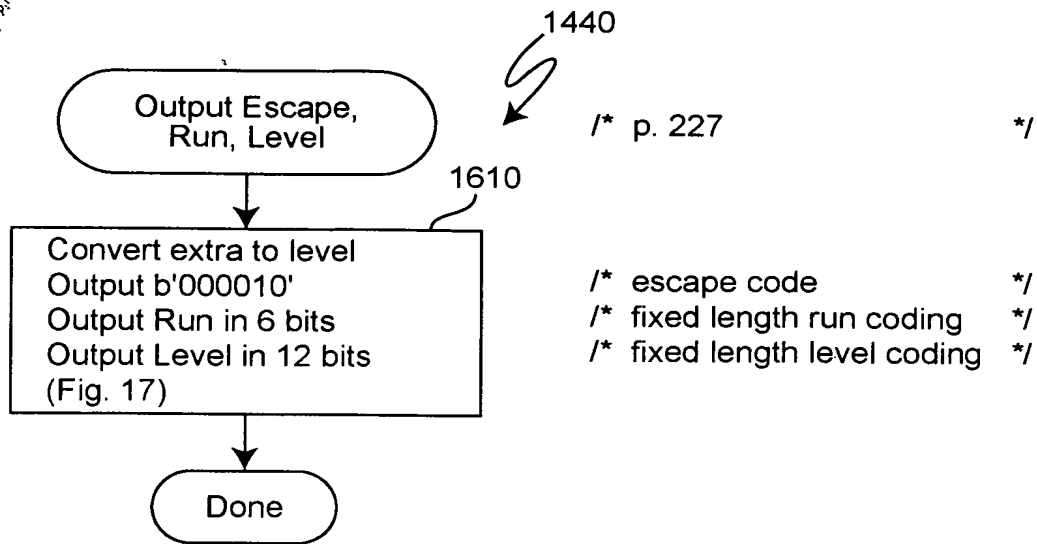 1440
Output Escape,
Run, Level
/* p. 227 */
1610
Convert extra to level
Output b'000010'
/* escape code */
Output Run in 6 bits
/* fixed length run coding */
Output Level in 12 bits
/* fixed length level coding */
(Fig. 17)
Done